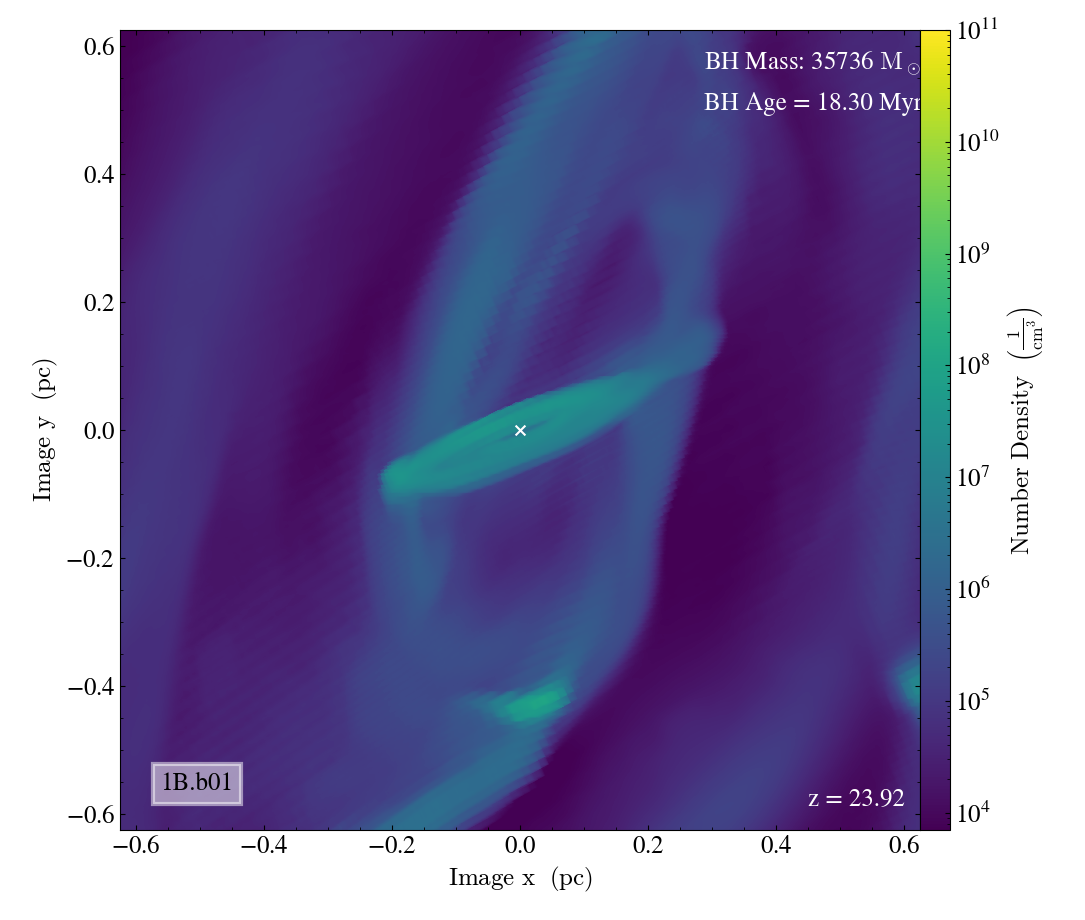 BH Mass: 35736 M⊙
BH Age = 18.30 Myr
1B.b01
z = 23.92
0.6
0.4
0.2
0.0
−0.2
−0.4
−0.6
−0.6 −0.4 −0.2 0.0 0.2 0.4 0.6
Image x (pc)
Image y (pc)
10¹¹
10¹⁰
10⁹
10⁸
10⁷
10⁶
10⁵
10⁴
Number Density (1/cm³)